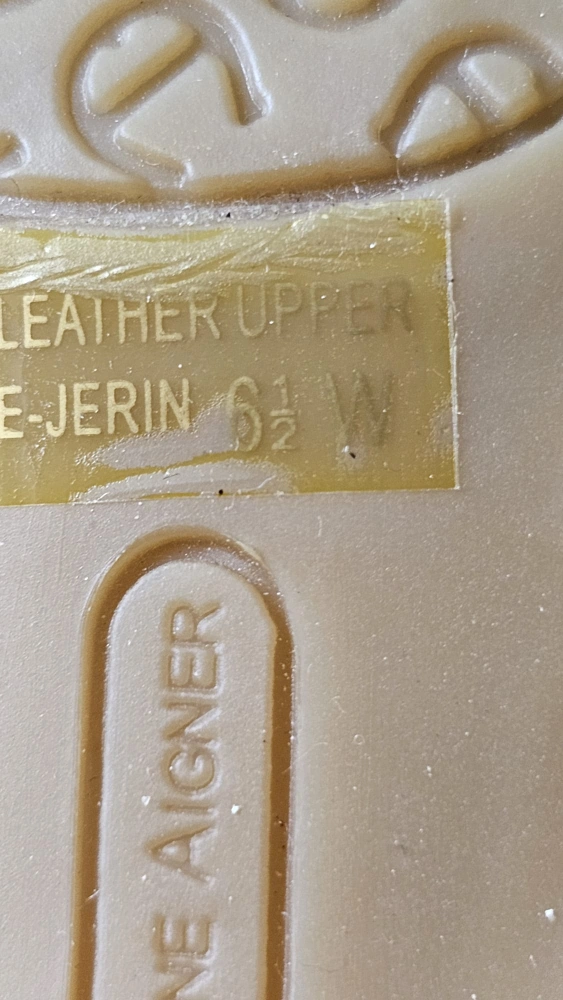 LEATHER UPPER
E-JERIN 6½ W
NE AIGNER